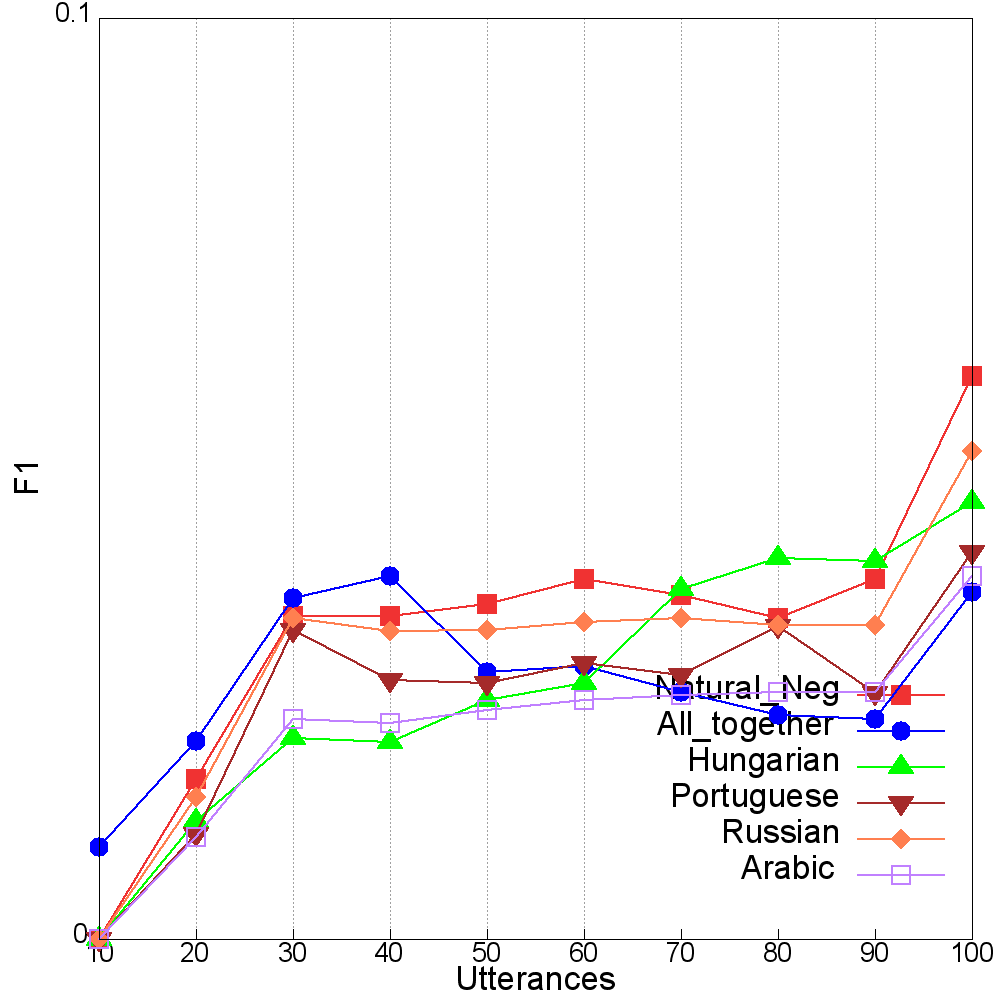 0.1
F1
Natural_Neg
All_together
Hungarian
Portuguese
Russian
Arabic
0
10 20 30 40 50 60 70 80 90 100
Utterances